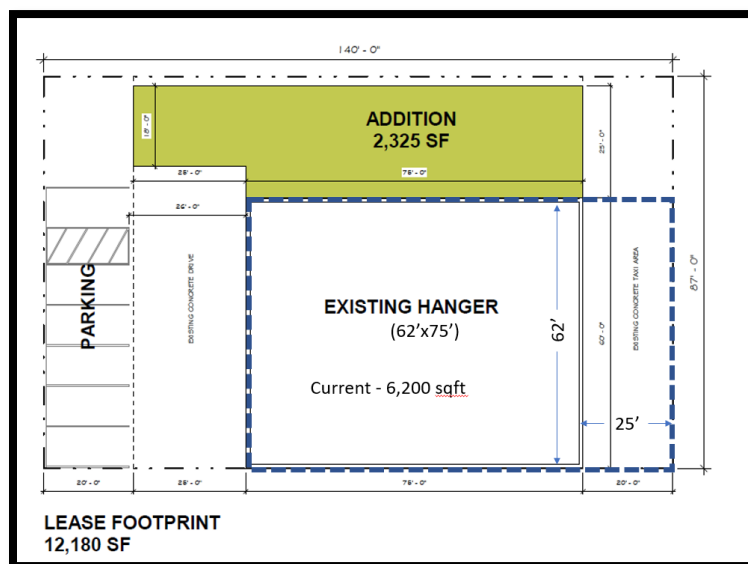 140' - 0"
ADDITION
2,325 SF
18' - 0"
25' - 0"
25' - 0"
75' - 0"
26' - 0"
PARKING
EXISTING CONCRETE DRIVE
EXISTING HANGER
(62'x75')
Current - 6,200 sqft
62'
60' - 0"
EXISTING CONCRETE TAXI AREA
87' - 0"
25'
20' - 0"
25' - 0"
75' - 0"
20' - 0"
LEASE FOOTPRINT
12,180 SF